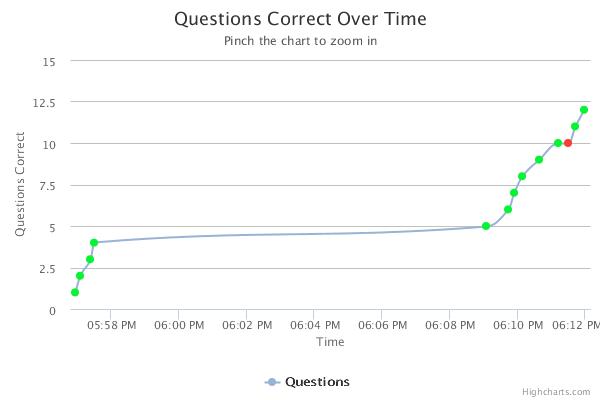 Questions Correct Over Time
Pinch the chart to zoom in
15
12.5
10
7.5
5
2.5
0
Questions Correct
05:58 PM 06:00 PM 06:02 PM 06:04 PM 06:06 PM 06:08 PM 06:10 PM 06:12 PM
Time
Questions
Highcharts.com